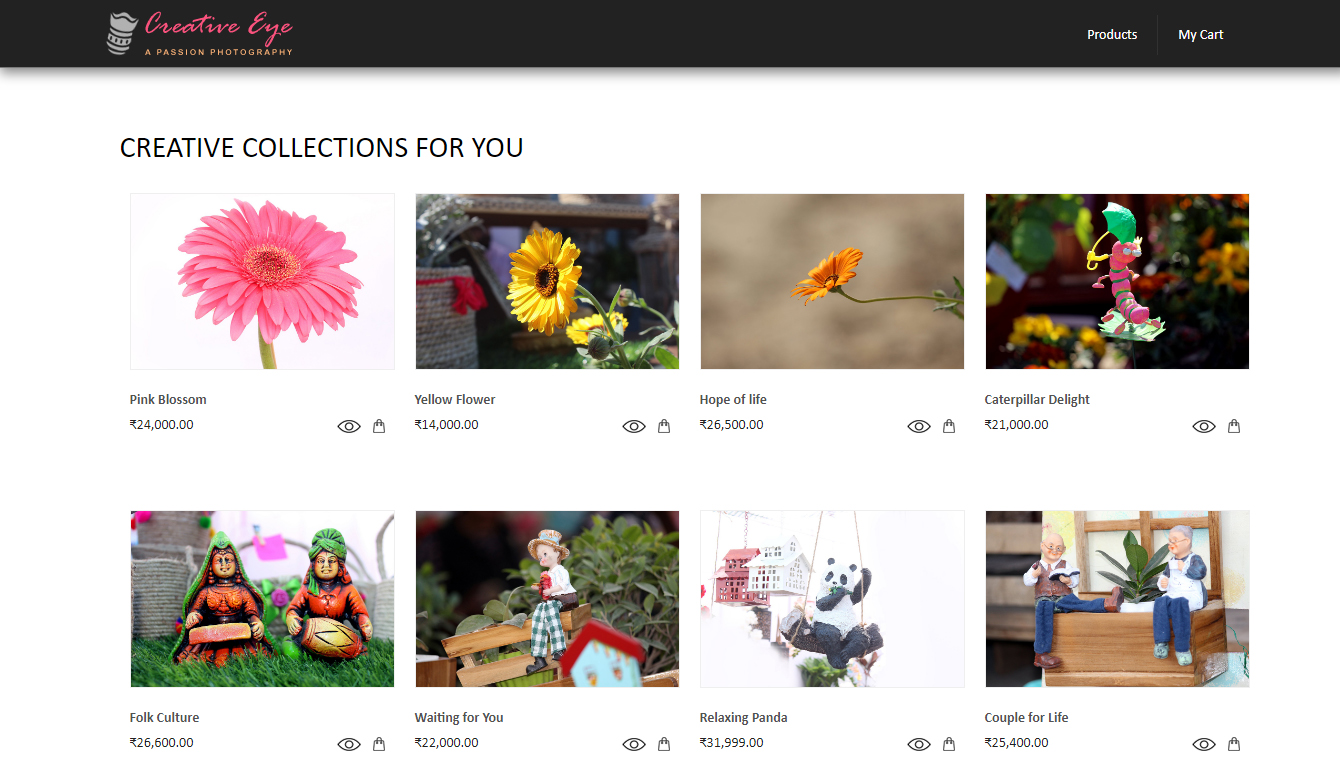 Creative Eye
A PASSION PHOTOGRAPHY
Products
My Cart
CREATIVE COLLECTIONS FOR YOU
Pink Blossom
₹24,000.00
Yellow Flower
₹14,000.00
Hope of life
₹26,500.00
Caterpillar Delight
₹21,000.00
Folk Culture
₹26,600.00
Waiting for You
₹22,000.00
Relaxing Panda
₹31,999.00
Couple for Life
₹25,400.00